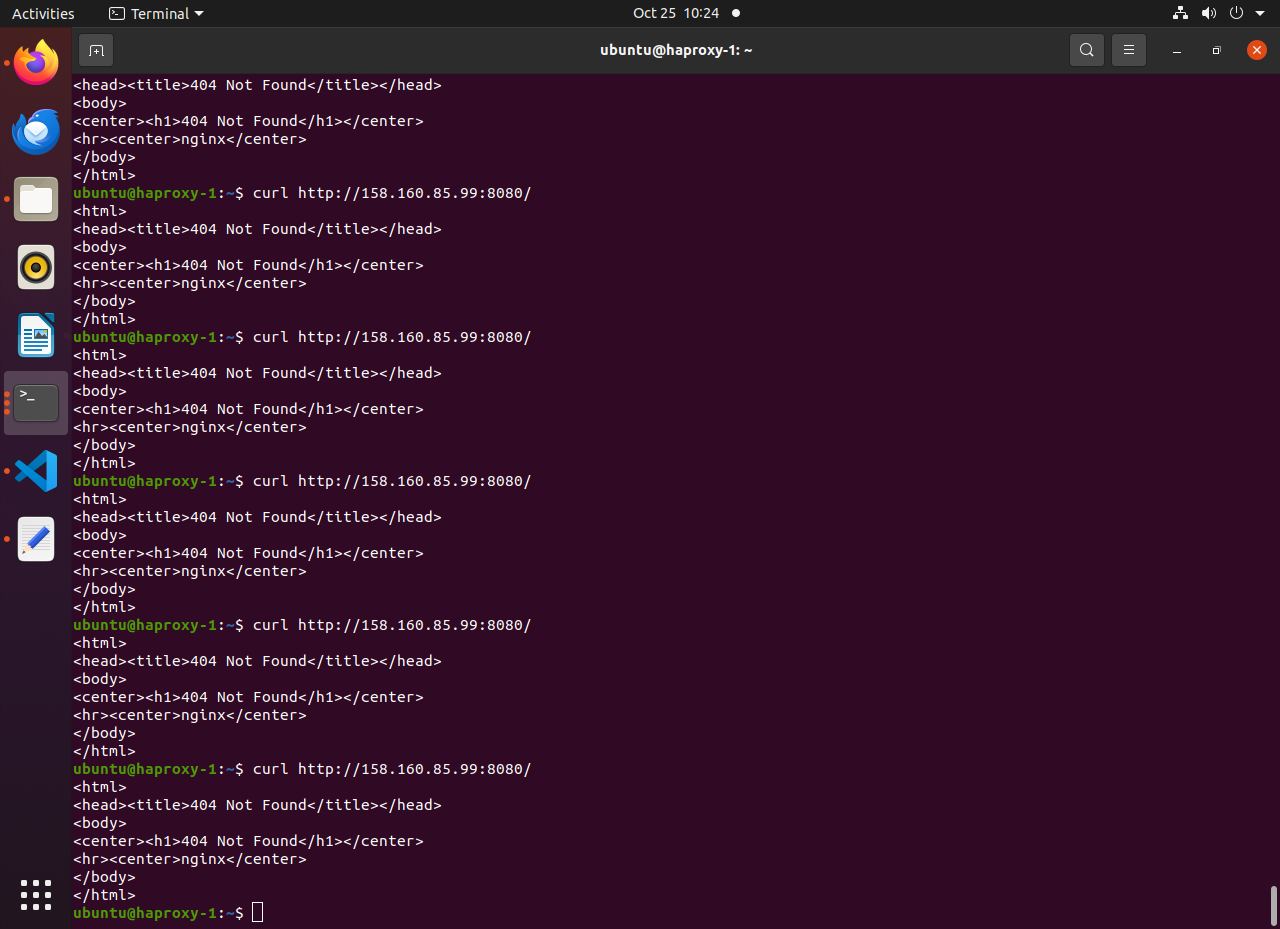 Activities
Terminal
Oct 25 10:24
ubuntu@haproxy-1: ~
<head><title>404 Not Found</title></head>
<body>
<center><h1>404 Not Found</h1></center>
<hr><center>nginx</center>
</body>
</html>
ubuntu@haproxy-1:~$ curl http://158.160.85.99:8080/
<html>
<head><title>404 Not Found</title></head>
<body>
<center><h1>404 Not Found</h1></center>
<hr><center>nginx</center>
</body>
</html>
ubuntu@haproxy-1:~$ curl http://158.160.85.99:8080/
<html>
<head><title>404 Not Found</title></head>
<body>
<center><h1>404 Not Found</h1></center>
<hr><center>nginx</center>
</body>
</html>
ubuntu@haproxy-1:~$ curl http://158.160.85.99:8080/
<html>
<head><title>404 Not Found</title></head>
<body>
<center><h1>404 Not Found</h1></center>
<hr><center>nginx</center>
</body>
</html>
ubuntu@haproxy-1:~$ curl http://158.160.85.99:8080/
<html>
<head><title>404 Not Found</title></head>
<body>
<center><h1>404 Not Found</h1></center>
<hr><center>nginx</center>
</body>
</html>
ubuntu@haproxy-1:~$ curl http://158.160.85.99:8080/
<html>
<head><title>404 Not Found</title></head>
<body>
<center><h1>404 Not Found</h1></center>
<hr><center>nginx</center>
</body>
</html>
ubuntu@haproxy-1:~$